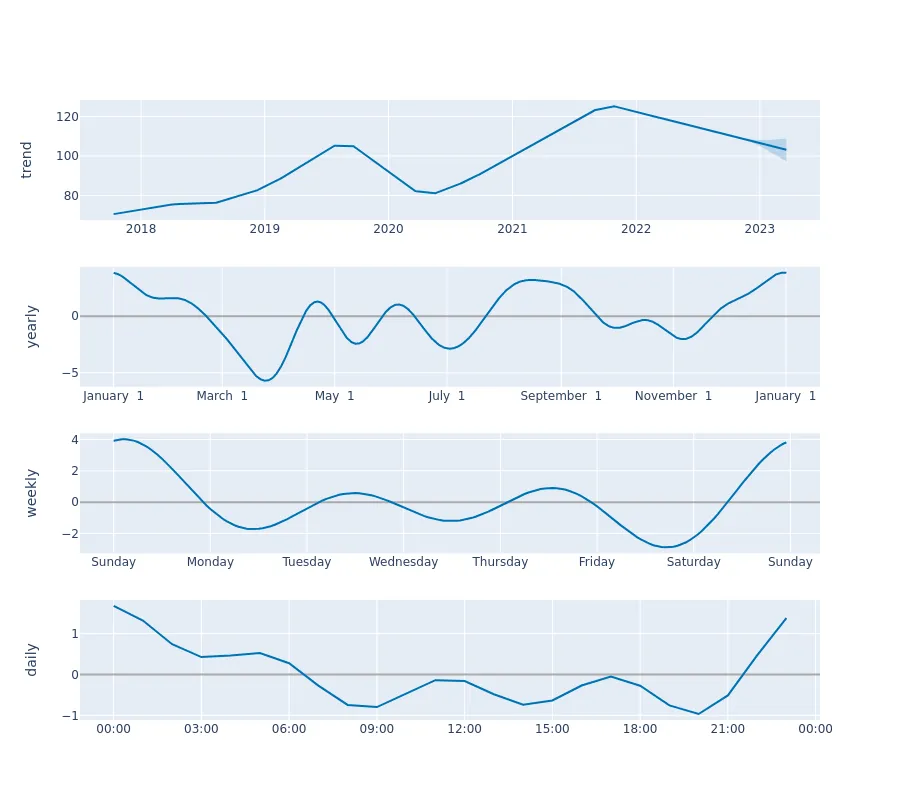 trend
120
100
80
2018 2019 2020 2021 2022 2023
yearly
0
−5
January 1 March 1 May 1 July 1 September 1 November 1 January 1
weekly
4
2
0
−2
Sunday Monday Tuesday Wednesday Thursday Friday Saturday Sunday
daily
1
0
−1
00:00 03:00 06:00 09:00 12:00 15:00 18:00 21:00 00:00